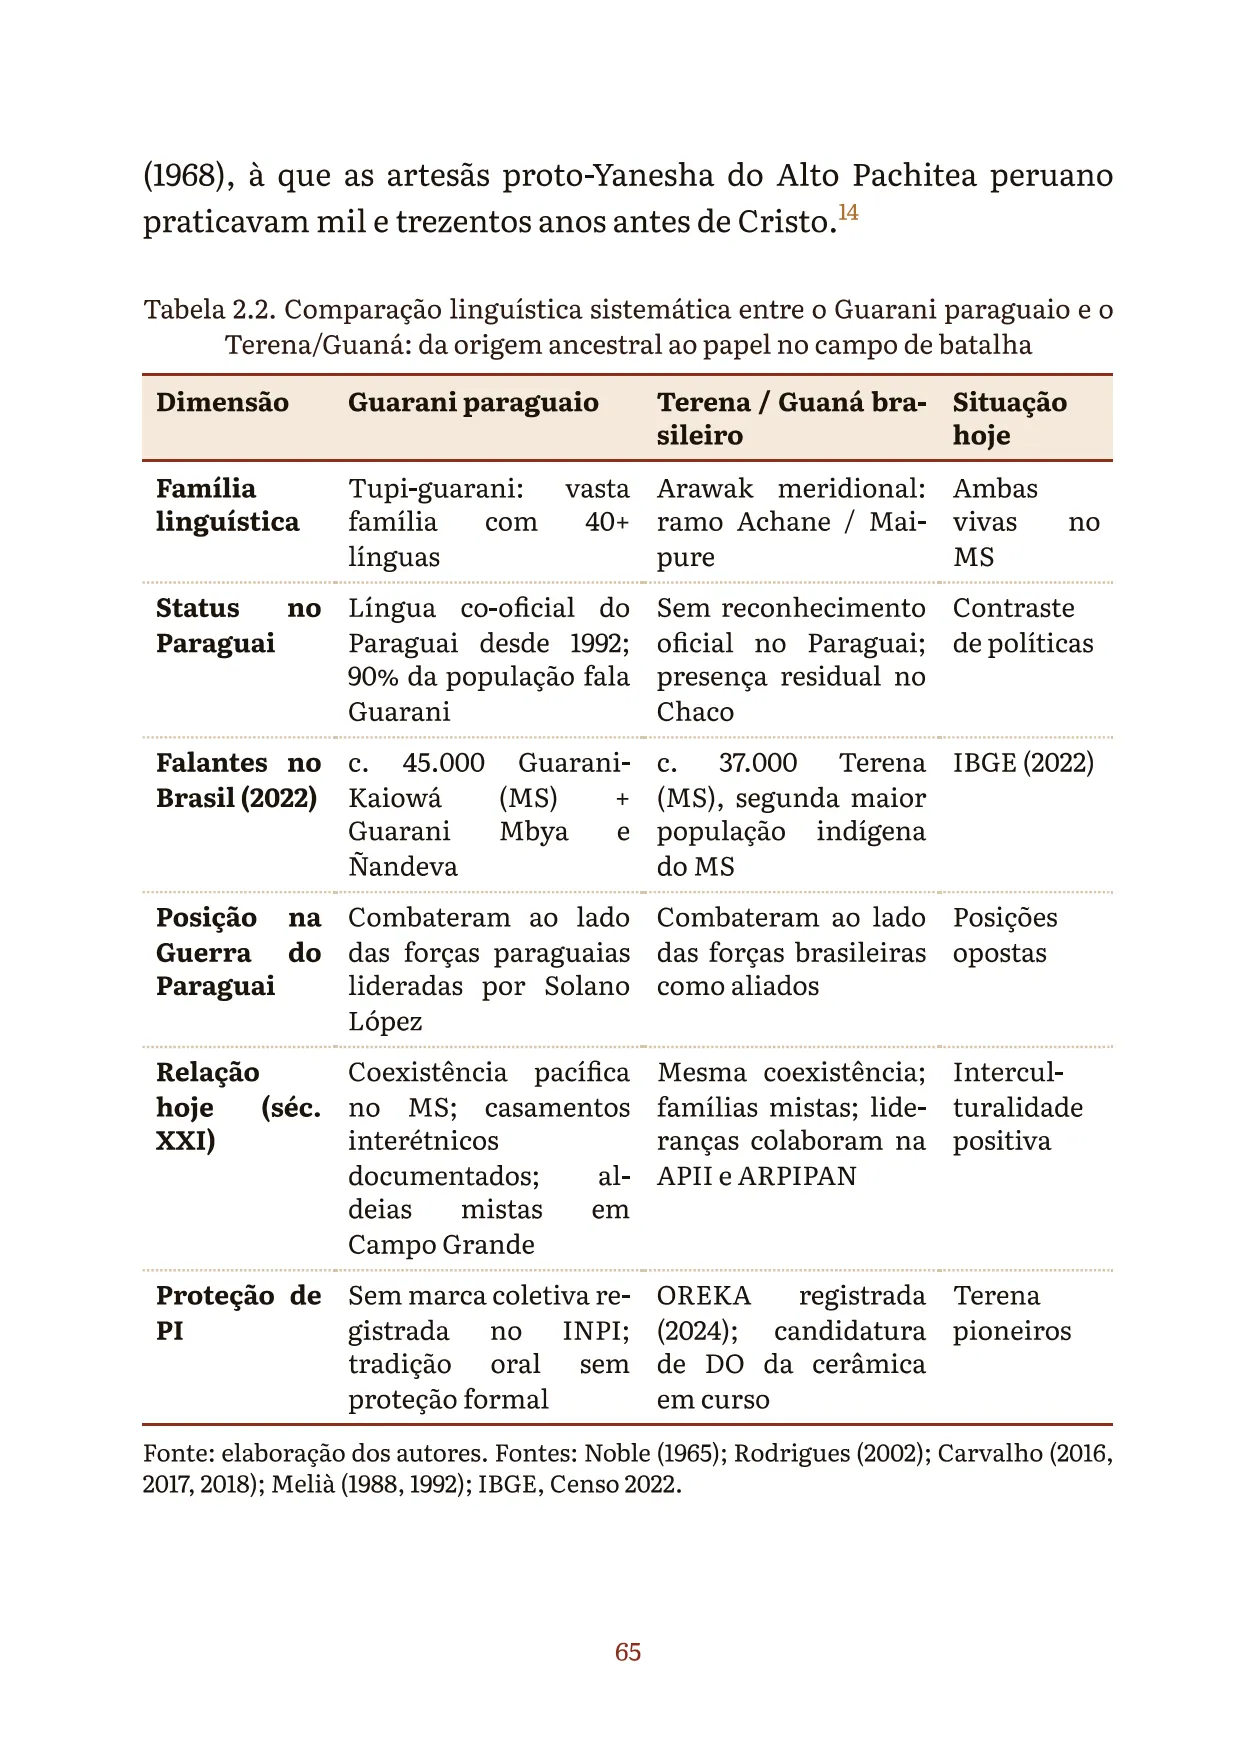 (1968), à que as artesãs proto-Yanesha do Alto Pachitea peruano
praticavam mil e trezentos anos antes de Cristo.14
Tabela 2.2. Comparação linguística sistemática entre o Guarani paraguaio e o
Terena/Guaná: da origem ancestral ao papel no campo de batalha
Dimensão
Guarani paraguaio
Terena / Guaná bra-
sileiro
Situação
hoje
Família
linguística
Tupi-guarani: vasta
família com 40+
línguas
Arawak meridional:
ramo Achane / Mai-
pure
Ambas
vivas no
MS
Status no
Paraguai
Língua co-oficial do
Paraguai desde 1992;
90% da população fala
Guarani
Sem reconhecimento
oficial no Paraguai;
presença residual no
Chaco
Contraste
de políticas
Falantes no
Brasil (2022)
c. 45.000 Guarani-
Kaiowá (MS) +
Guarani Mbya e
Ñandeva
c. 37.000 Terena
(MS), segunda maior
população indígena
do MS
IBGE (2022)
Posição na
Guerra do
Paraguai
Combateram ao lado
das forças paraguaias
lideradas por Solano
López
Combateram ao lado
das forças brasileiras
como aliados
Posições
opostas
Relação
hoje (séc.
XXI)
Coexistência pacífica
no MS; casamentos
interétnicos
documentados; al-
deias mistas em
Campo Grande
Mesma coexistência;
famílias mistas; lide-
ranças colaboram na
APII e ARPIPAN
Intercul-
turalidade
positiva
Proteção de
PI
Sem marca coletiva re-
gistrada no INPI;
tradição oral sem
proteção formal
OREKA registrada
(2024); candidatura
de DO da cerâmica
em curso
Terena
pioneiros
Fonte: elaboração dos autores. Fontes: Noble (1965); Rodrigues (2002); Carvalho (2016,
2017, 2018); Melià (1988, 1992); IBGE, Censo 2022.
65